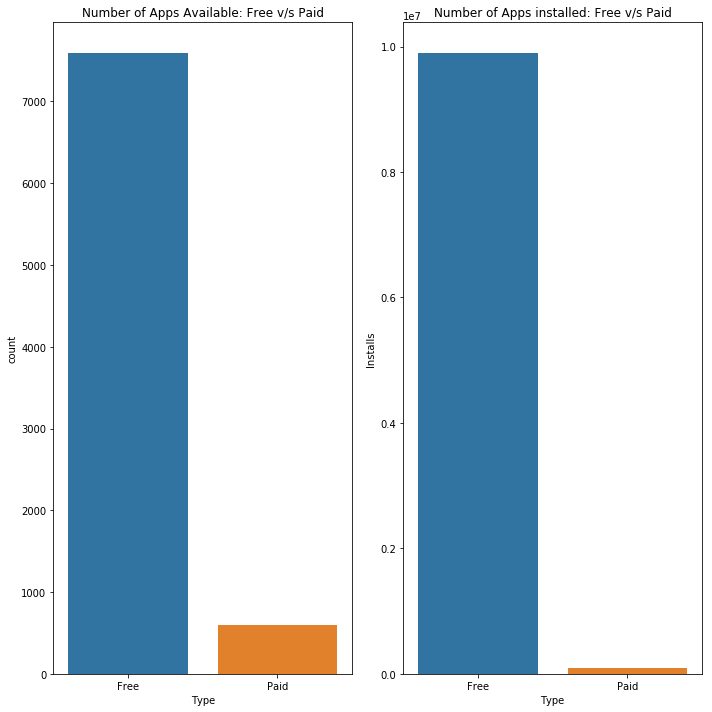 Number of Apps Available: Free v/s Paid
7000
6000
5000
4000
3000
2000
1000
0
count
Free
Paid
Type
Number of Apps installed: Free v/s Paid
1e7
1.0
0.8
0.6
0.4
0.2
0.0
Installs
Free
Paid
Type